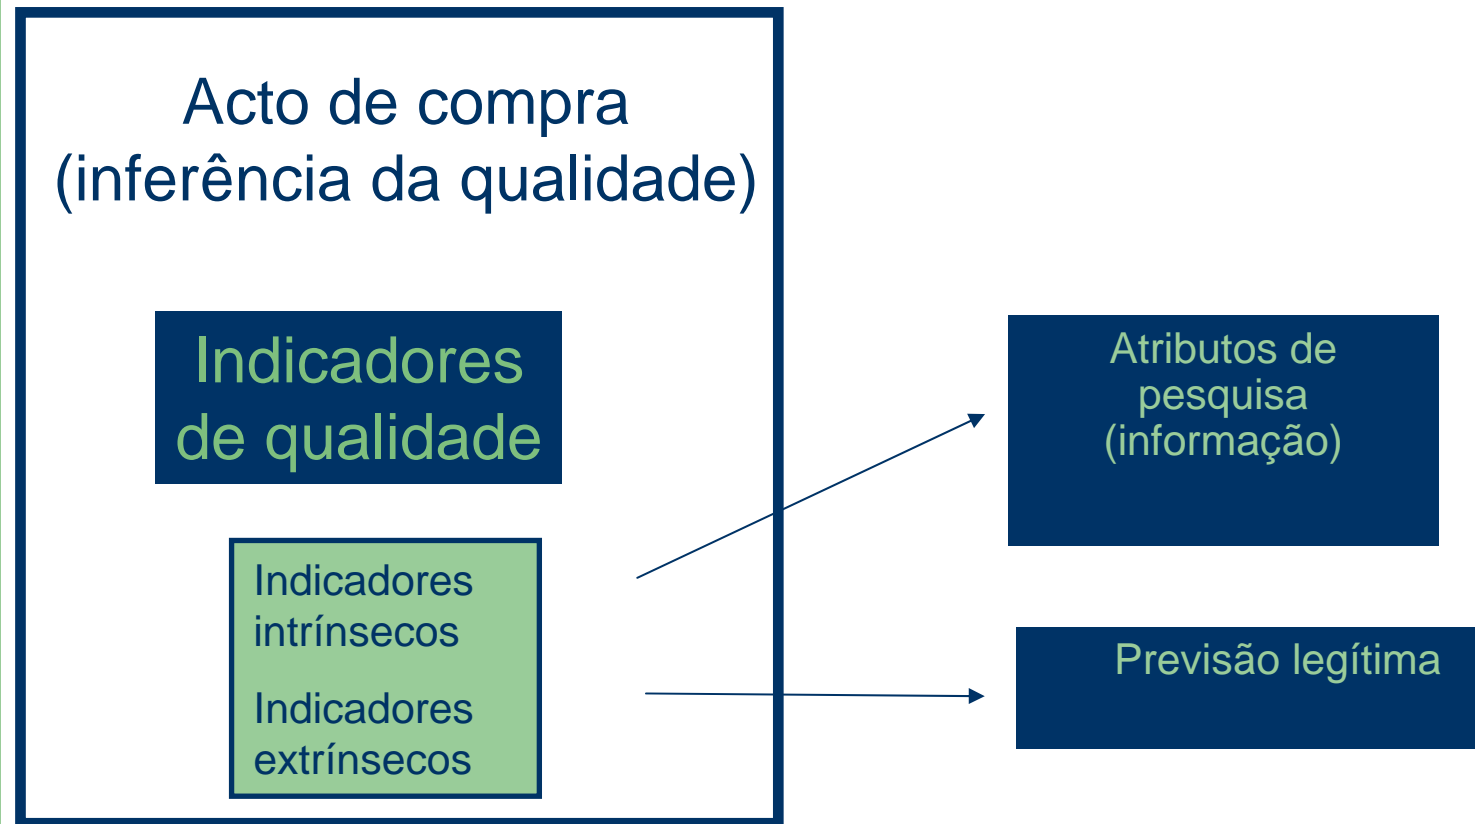 Acto de compra
(inferência da qualidade)
Indicadores
de qualidade
Indicadores
intrínsecos
Indicadores
extrínsecos
Atributos de
pesquisa
(informação)
Previsão legítima